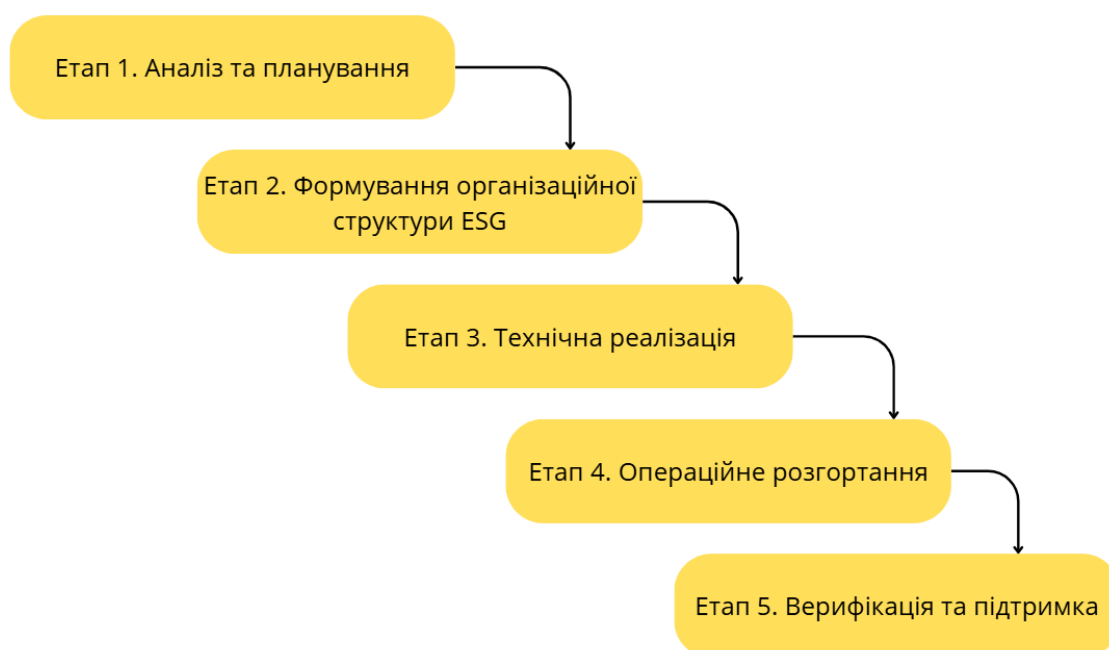 Етап 1. Аналіз та планування
Етап 2. Формування організаційної
структури ESG
Етап 3. Технічна реалізація
Етап 4. Операційне розгортання
Етап 5. Верифікація та підтримка